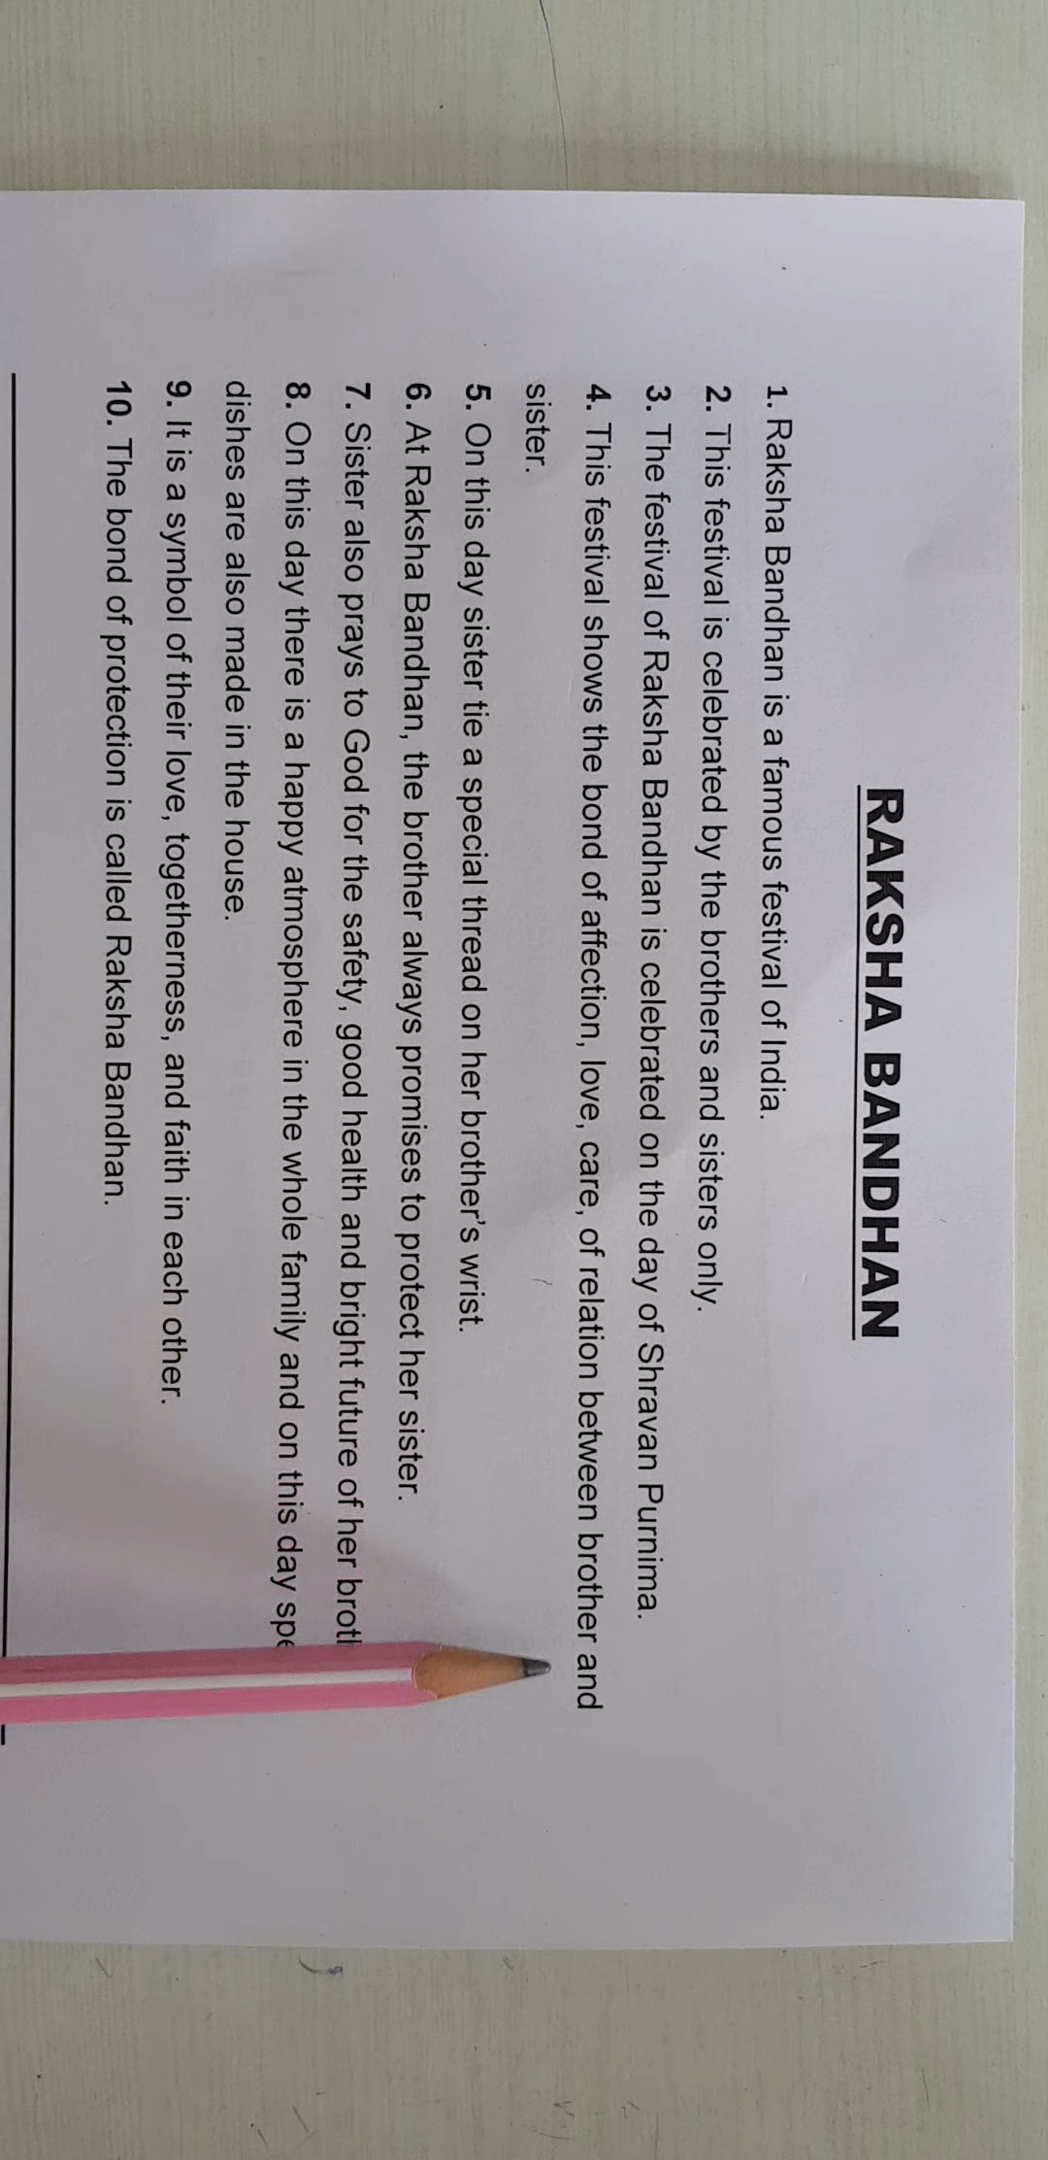 RAKSHA BANDHAN
1. Raksha Bandhan is a famous festival of India.
2. This festival is celebrated by the brothers and sisters only.
3. The festival of Raksha Bandhan is celebrated on the day of Shravan Purnima.
4. This festival shows the bond of affection, love, care, of relation between brother and
sister.
5. On this day sister tie a special thread on her brother's wrist.
6. At Raksha Bandhan, the brother always promises to protect her sister.
7. Sister also prays to God for the safety, good health and bright future of her
8. On this day there is a happy atmosphere in the whole family and on this day
dishes are also made in the house.
9. It is a symbol of their love, togetherness, and faith in each other.
10. The bond of protection is called Raksha Bandhan.